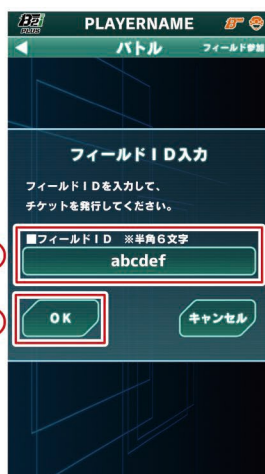 PLUS
PLAYERNAME
バトル
フィールド参加
フィールドID入力
フィールドIDを入力して、
チケットを発行してください。
■フィールドID ※半角6文字
abcdef
OK
キャンセル